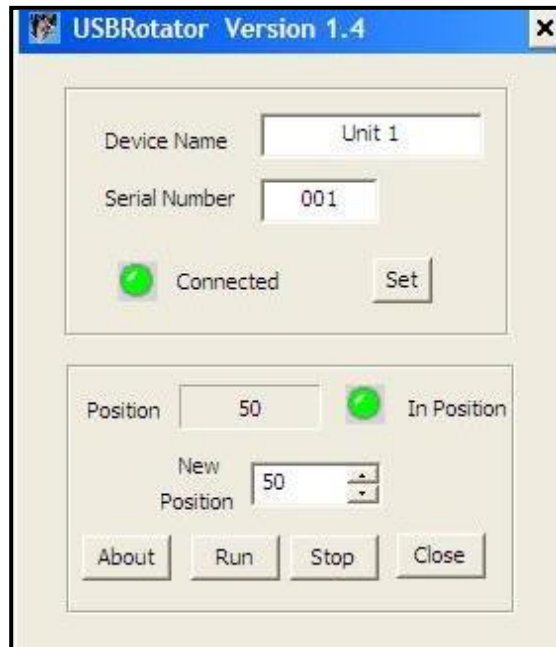 USBRotator Version 1.4
Device Name Unit 1
Serial Number 001
Connected Set
Position 50 In Position
New
Position 50
About Run Stop Close